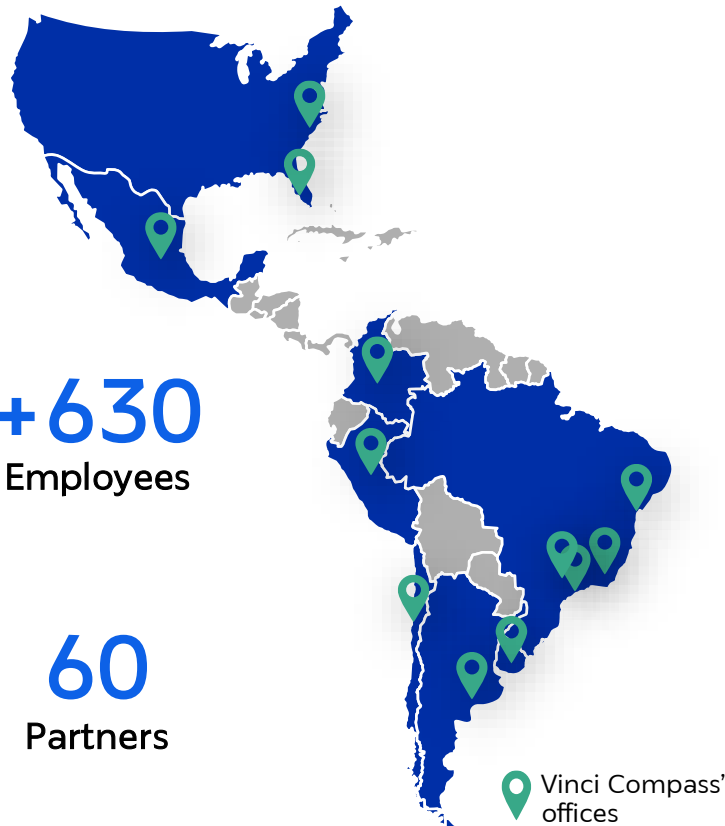 +630
Employees
60
Partners
Vinci Compass’
offices